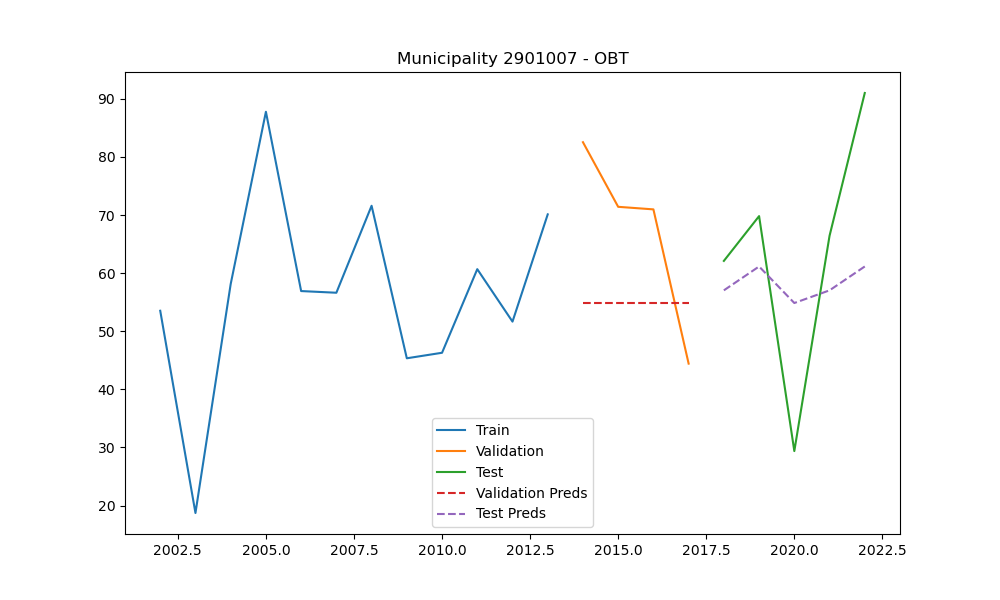 Municipality 2901007 - OBT
90
80
70
60
50
40
30
20
Train
Validation
Test
Validation Preds
Test Preds
2002.5 2005.0 2007.5 2010.0 2012.5 2015.0 2017.5 2020.0 2022.5